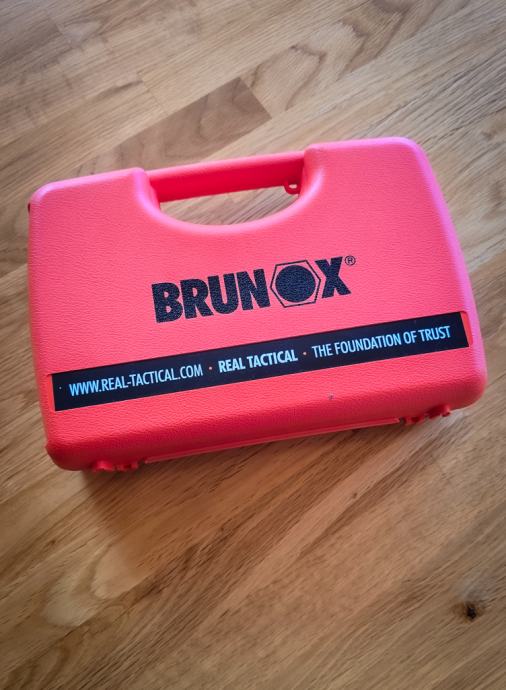 BRUNOX®
WWW.REAL-TACTICAL.COM • REAL TACTICAL • THE FOUNDATION OF TRUST